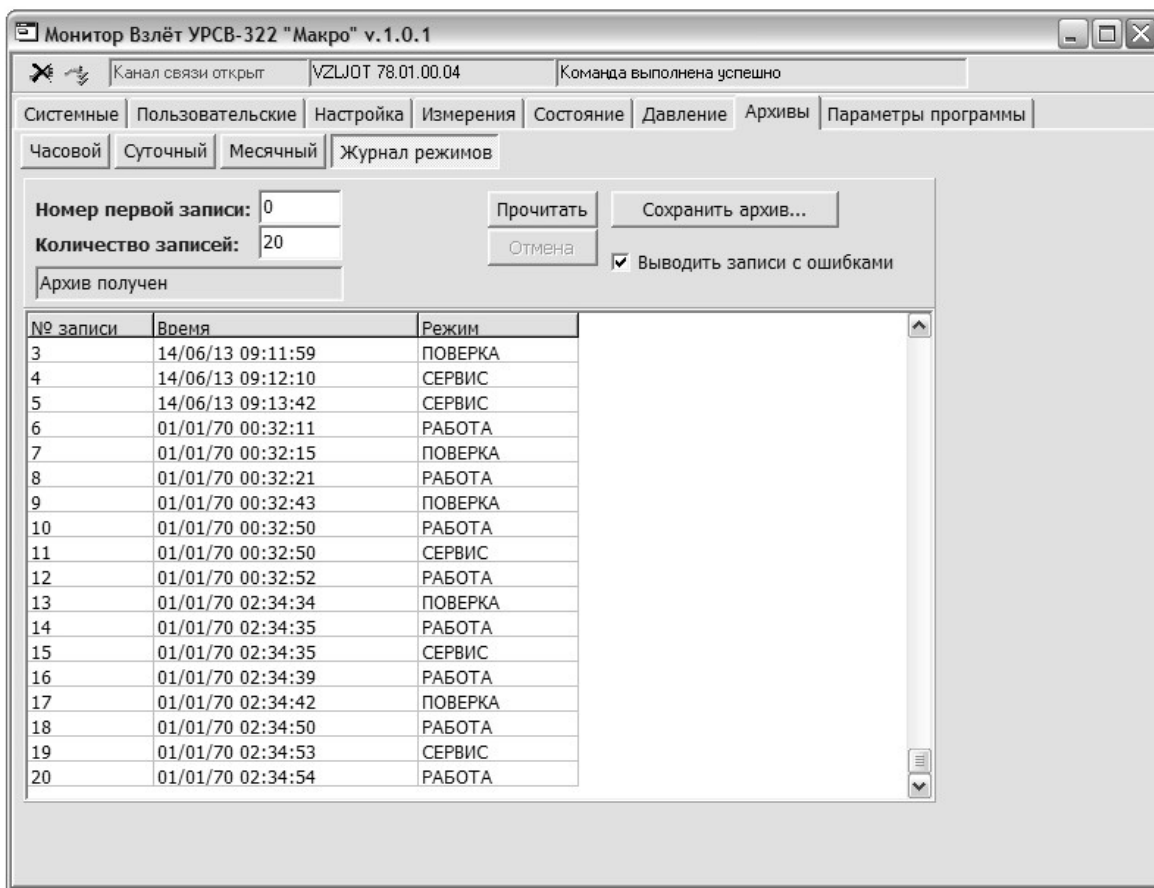 Монитор Взлёт УРСВ-322 "Макро" v.1.0.1
Канал связи открыт VZLJOT 78.01.00.04 Команда выполнена успешно
Системные Пользовательские Настройка Измерения Состояние Давление Архивы Параметры программы
Часовой Суточный Месячный Журнал режимов
Номер первой записи: 0 Прочитать Сохранить архив...
Количество записей: 20 Отмена
Выводить записи с ошибками
Архив получен
№ записи Время Режим
3 14/06/13 09:11:59 ПОВЕРКА
4 14/06/13 09:12:10 СЕРВИС
5 14/06/13 09:13:42 СЕРВИС
6 01/01/70 00:32:11 РАБОТА
7 01/01/70 00:32:15 ПОВЕРКА
8 01/01/70 00:32:21 РАБОТА
9 01/01/70 00:32:43 ПОВЕРКА
10 01/01/70 00:32:50 РАБОТА
11 01/01/70 00:32:50 СЕРВИС
12 01/01/70 00:32:52 РАБОТА
13 01/01/70 02:34:34 ПОВЕРКА
14 01/01/70 02:34:35 РАБОТА
15 01/01/70 02:34:35 СЕРВИС
16 01/01/70 02:34:39 РАБОТА
17 01/01/70 02:34:42 ПОВЕРКА
18 01/01/70 02:34:50 РАБОТА
19 01/01/70 02:34:53 СЕРВИС
20 01/01/70 02:34:54 РАБОТА